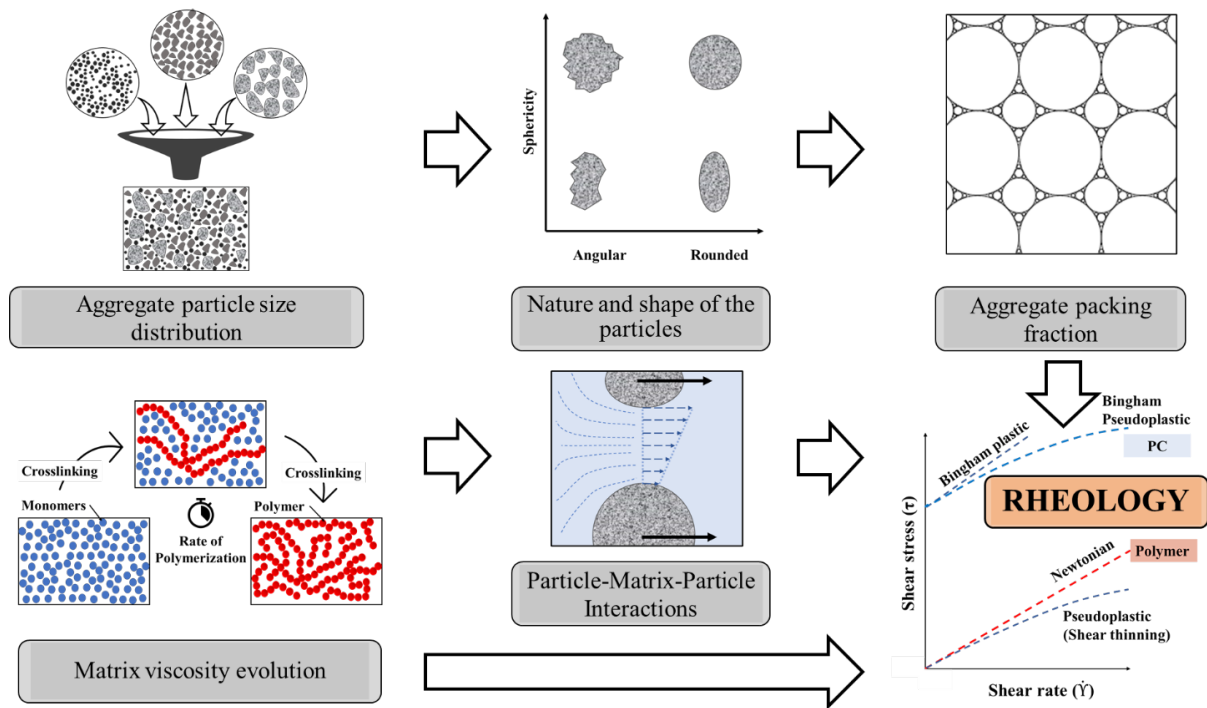 Sphericity
Angular
Rounded
Aggregate particle size
distribution
Nature and shape of the
particles
Aggregate packing
fraction
Crosslinking
Crosslinking
Monomers
Polymer
Rate of
Polymerization
Matrix viscosity evolution
Particle-Matrix-Particle
Interactions
Bingham
Pseudoplastic
Bingham plastic
PC
RHEOLOGY
Newtonian
Polymer
Pseudoplastic
(Shear thinning)
Shear stress (τ)
Shear rate (Ẏ)